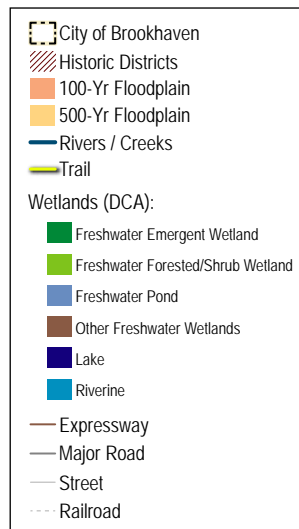 City of Brookhaven
Historic Districts
100-Yr Floodplain
500-Yr Floodplain
Rivers / Creeks
Trail
Wetlands (DCA):
Freshwater Emergent Wetland
Freshwater Forested/Shrub Wetland
Freshwater Pond
Other Freshwater Wetlands
Lake
Riverine
Expressway
Major Road
Street
Railroad